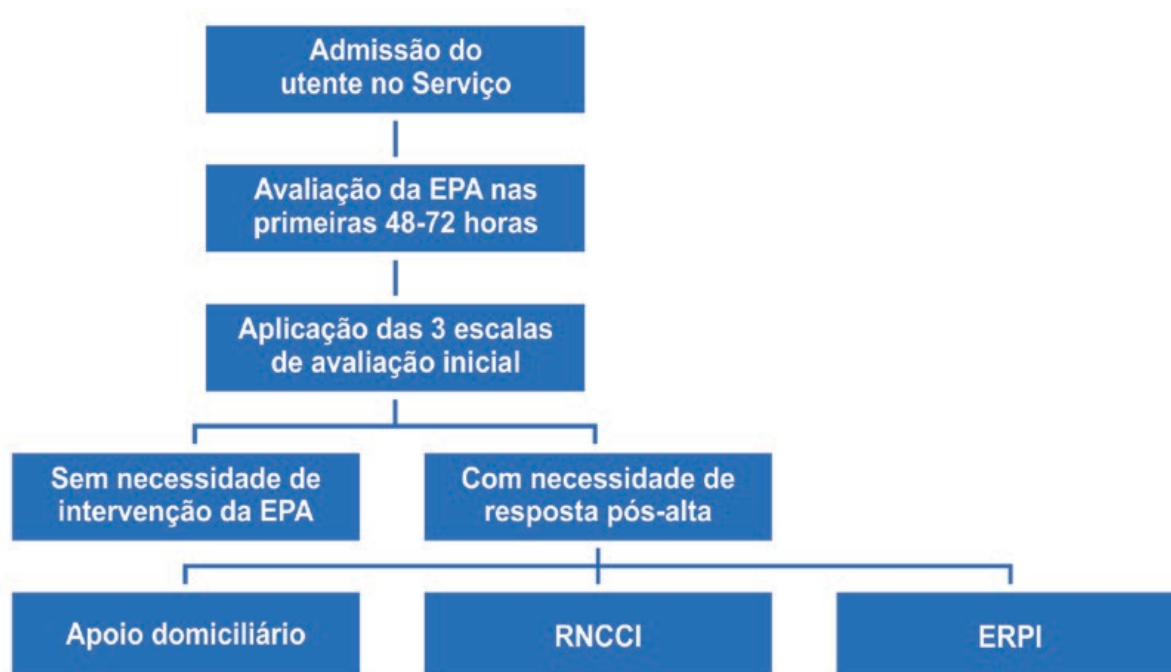 Admissão do
utente no Serviço
Avaliação da EPA nas
primeiras 48-72 horas
Aplicação das 3 escalas
de avaliação inicial
Sem necessidade de
intervenção da EPA
Com necessidade de
resposta pós-alta
Apoio domiciliário
RNCCI
ERPI